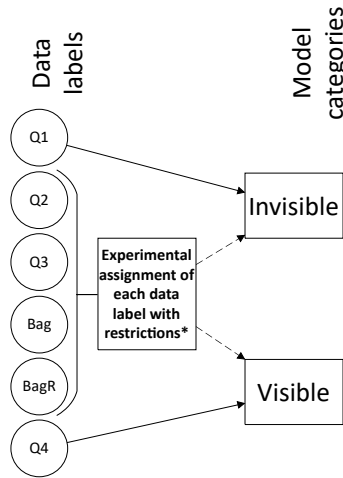 Data
labels
Model
categories
Q1
Q2
Q3
Bag
BagR
Q4
Experimental
assignment of
each data
label with
restrictions*
Invisible
Visible